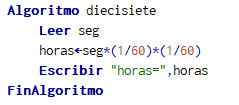 Algoritmo diecisiete
Leer seg
horas←seg*(1/60)*(1/60)
Escribir "horas=",horas
FinAlgoritmo